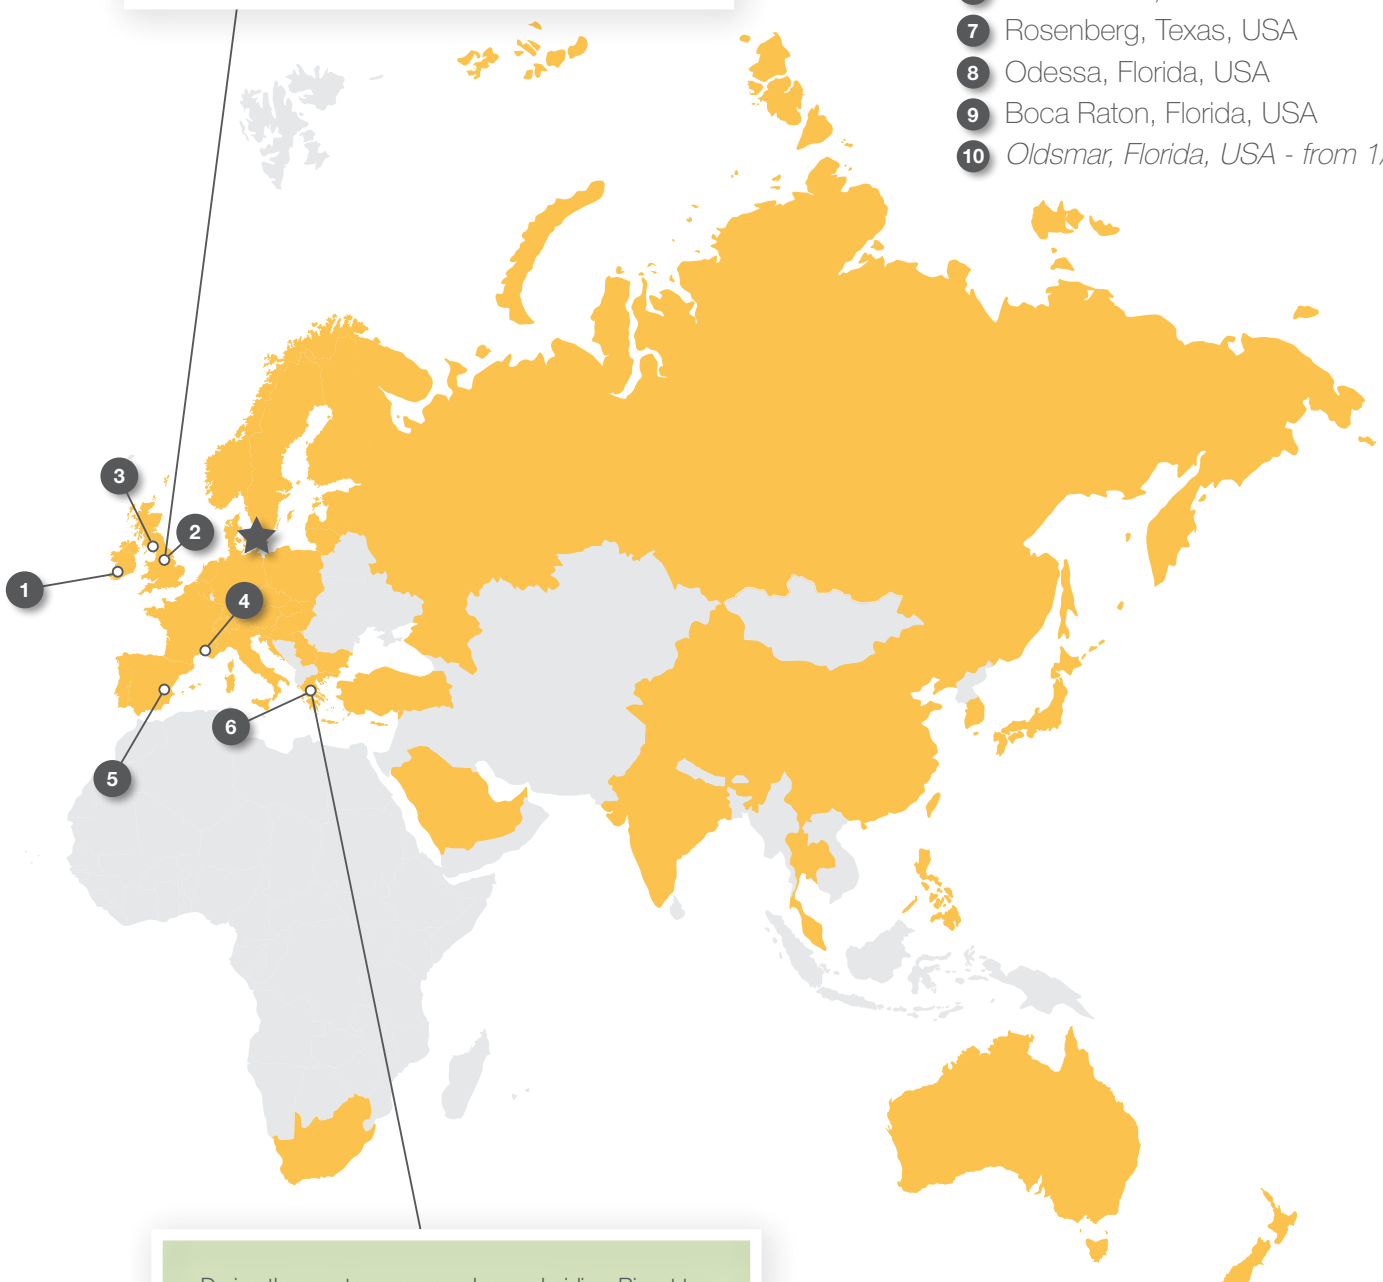 7 Rosenberg, Texas, USA
8 Odessa, Florida, USA
9 Boca Raton, Florida, USA
10 Oldsmar, Florida, USA - from 1/
3
2
1
4
6
5